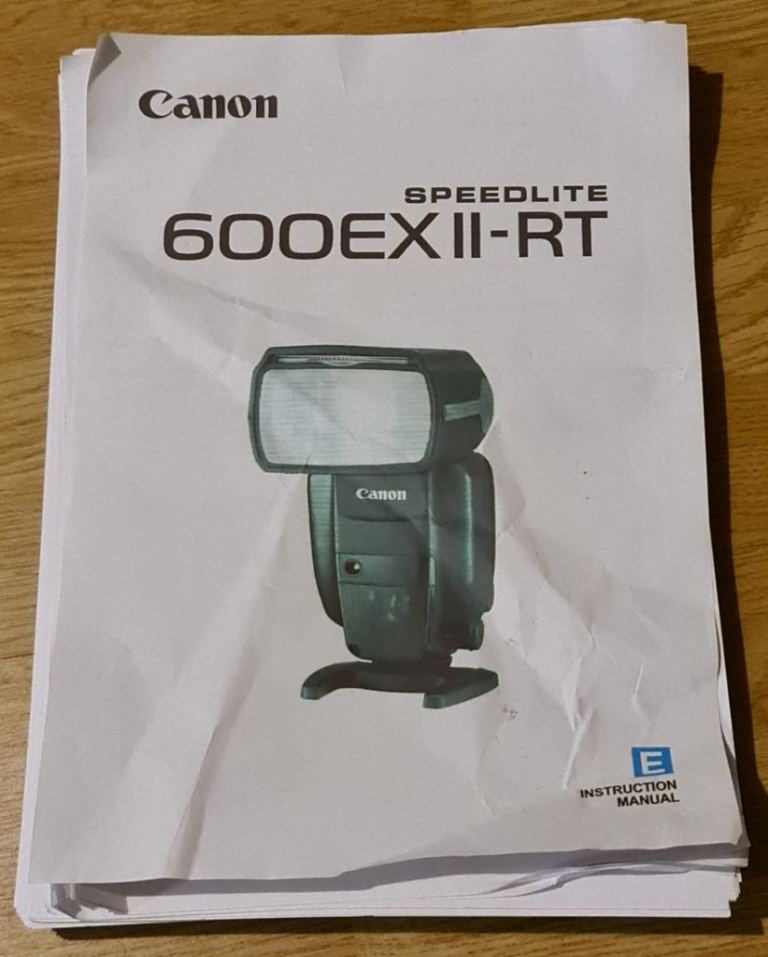 Canon
SPEEDLITE
600EX II-RT
Canon
E
INSTRUCTION
MANUAL